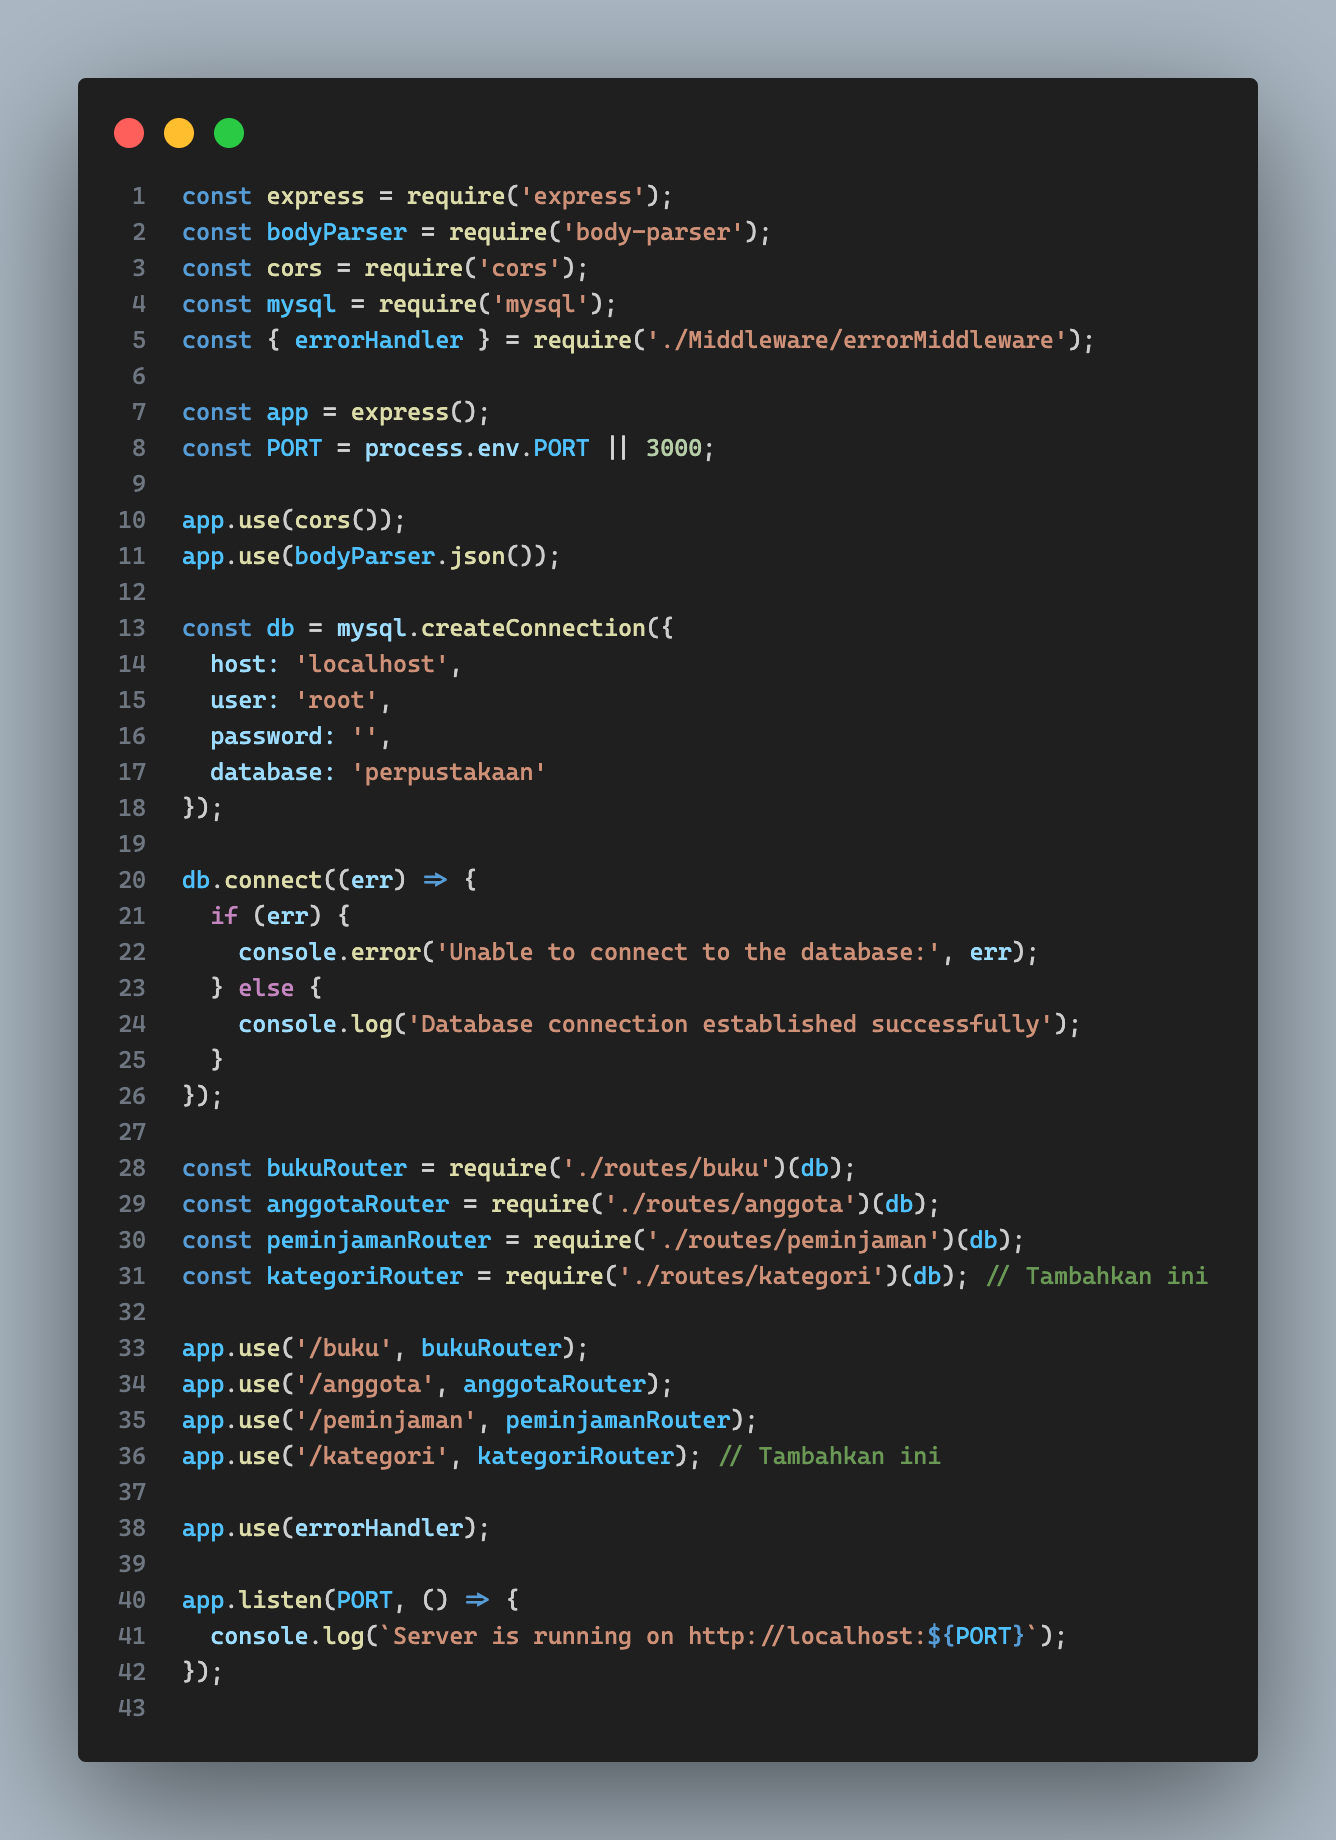 1 const express = require('express');
2 const bodyParser = require('body-parser');
3 const cors = require('cors');
4 const mysql = require('mysql');
5 const { errorHandler } = require('./Middleware/errorMiddleware');
6
7 const app = express();
8 const PORT = process.env.PORT || 3000;
9
10 app.use(cors());
11 app.use(bodyParser.json());
12
13 const db = mysql.createConnection({
14   host: 'localhost',
15   user: 'root',
16   password: '',
17   database: 'perpustakaan'
18 });
19
20 db.connect((err) => {
21   if (err) {
22     console.error('Unable to connect to the database:', err);
23   } else {
24     console.log('Database connection established successfully');
25   }
26 });
27
28 const bukuRouter = require('./routes/buku')(db);
29 const anggotaRouter = require('./routes/anggota')(db);
30 const peminjamanRouter = require('./routes/peminjaman')(db);
31 const kategoriRouter = require('./routes/kategori')(db); // Tambahkan ini
32
33 app.use('/buku', bukuRouter);
34 app.use('/anggota', anggotaRouter);
35 app.use('/peminjaman', peminjamanRouter);
36 app.use('/kategori', kategoriRouter); // Tambahkan ini
37
38 app.use(errorHandler);
39
40 app.listen(PORT, () => {
41   console.log(`Server is running on http://localhost:${PORT}`);
42 });
43